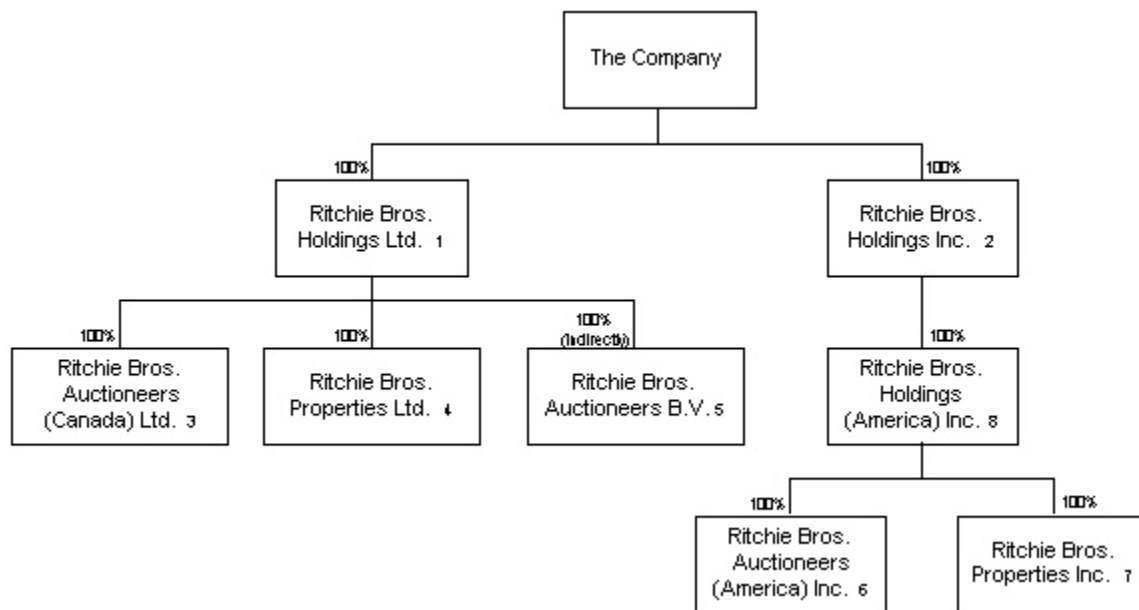 The Company
100%
100%
Ritchie Bros.
Holdings Ltd. 1
Ritchie Bros.
Holdings Inc. 2
100%
100%
100%
(Indirectly)
100%
Ritchie Bros.
Auctioneers
(Canada) Ltd. 3
Ritchie Bros.
Properties Ltd. 4
Ritchie Bros.
Auctioneers B.V. 5
Ritchie Bros.
Holdings
(America) Inc. 8
100%
100%
Ritchie Bros.
Auctioneers
(America) Inc. 6
Ritchie Bros.
Properties Inc. 7